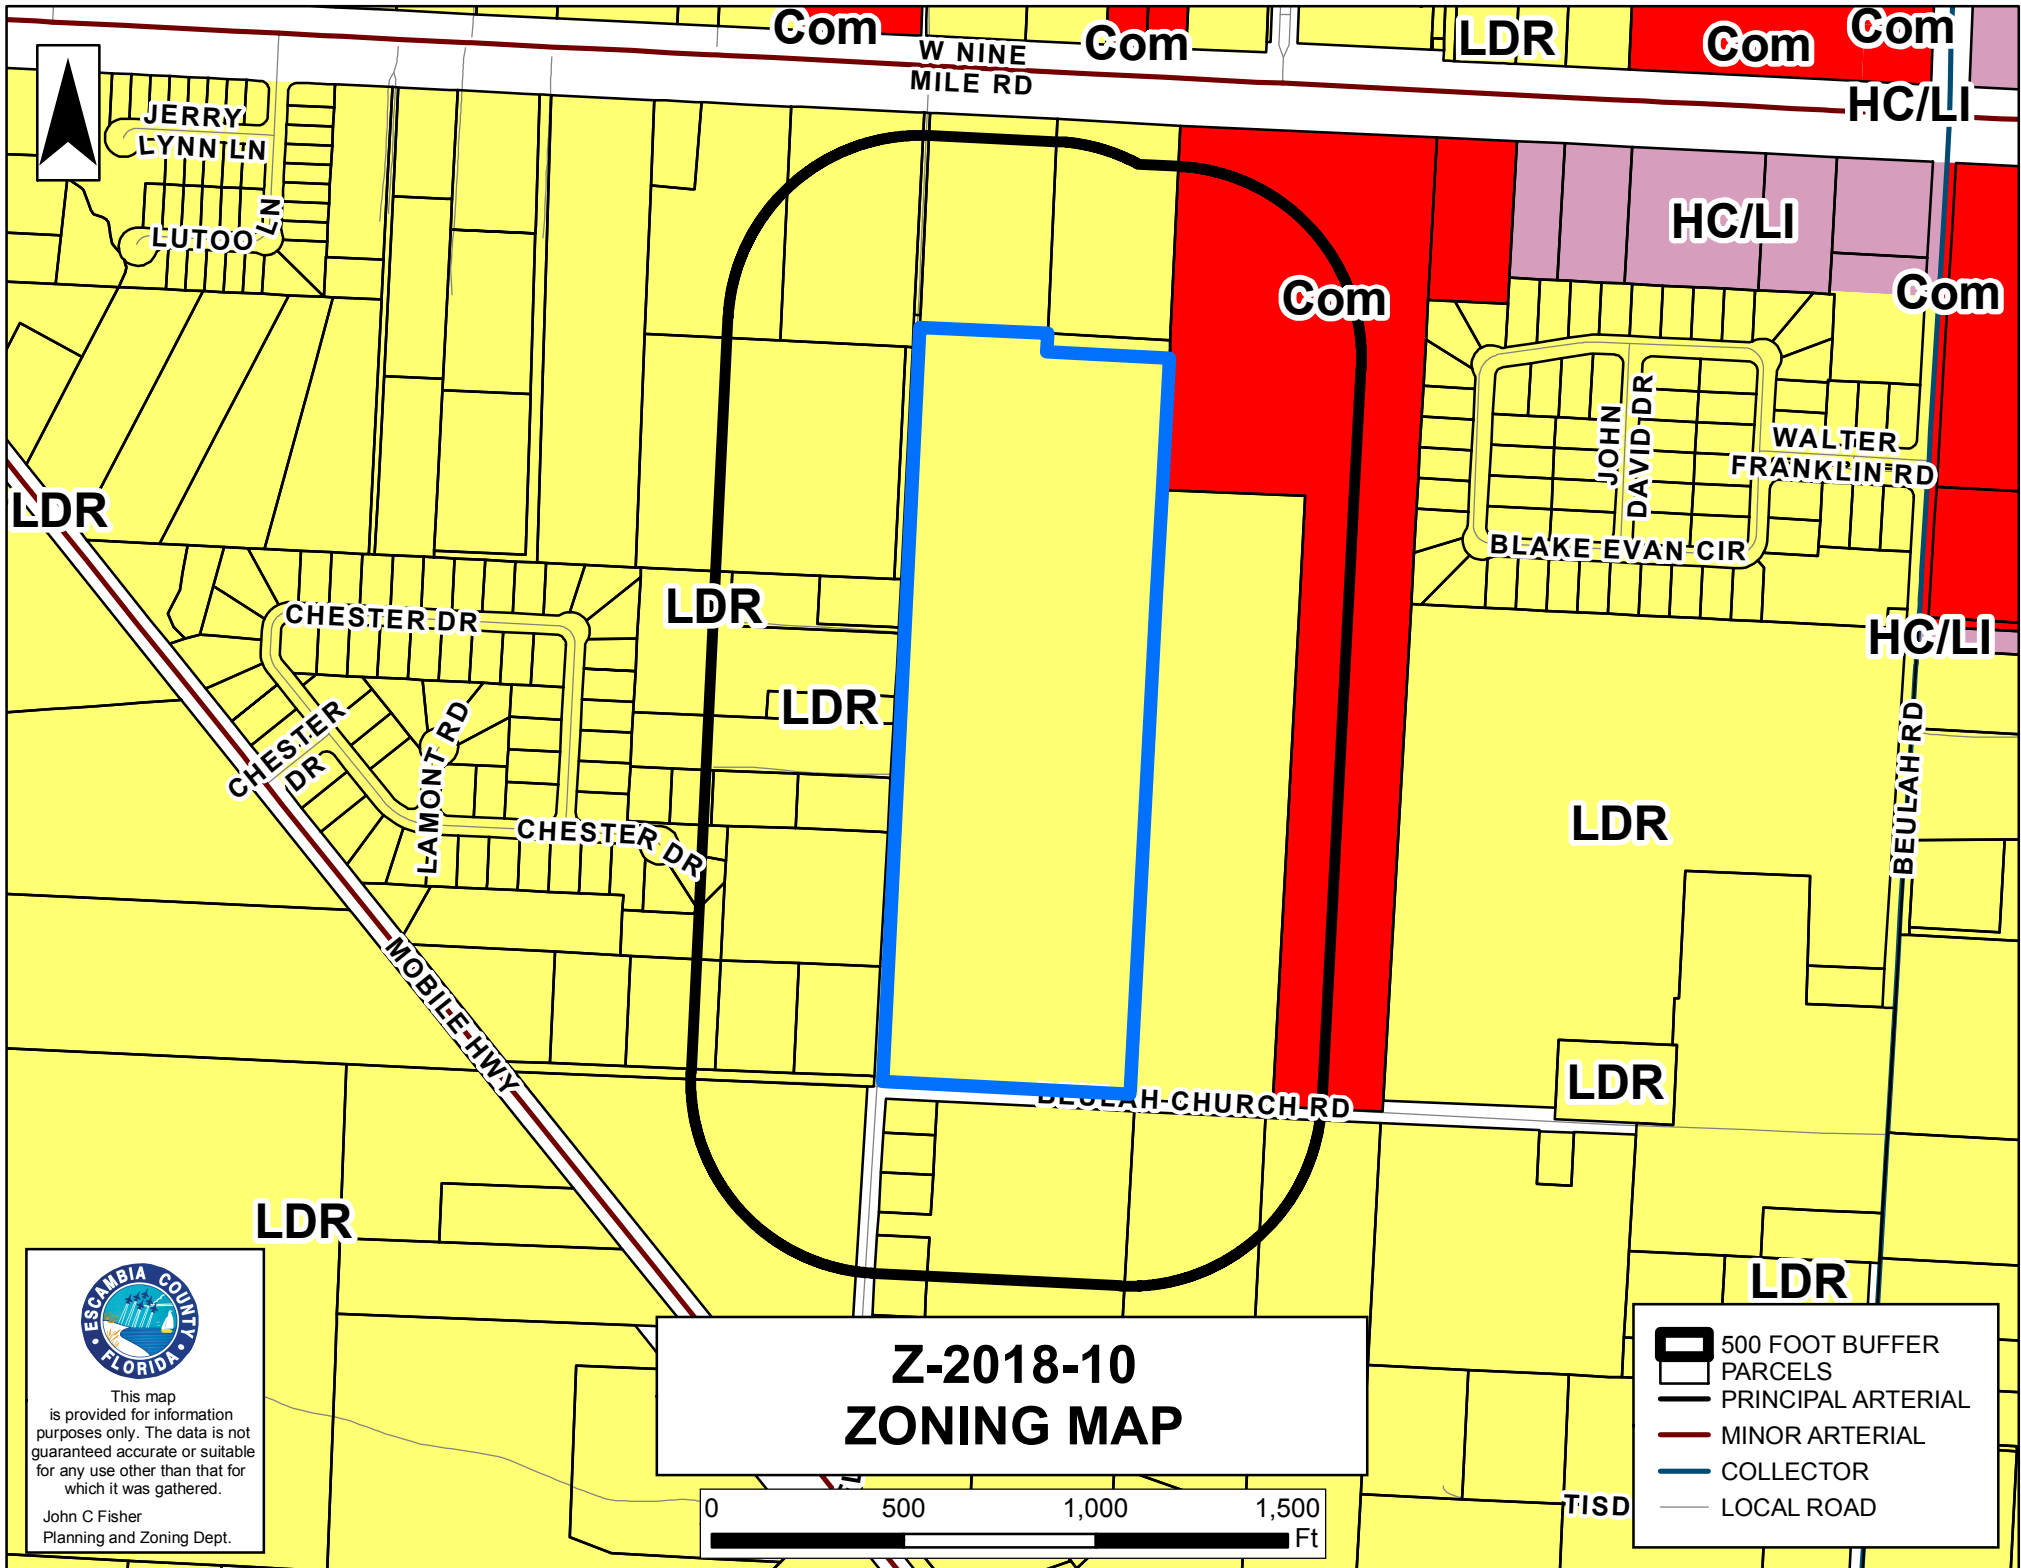 Com
W NINE
MILE RD
Com
LDR
Com
Com
HC/LI
JERRY
LYNN LN
LUTOO
LN
HC/LI
Com
Com
JOHN
DAVID DR
WALTER
FRANKLIN RD
BLAKE EVAN CIR
LDR
CHESTER DR
LDR
LDR
HC/LI
CHESTER
DR
LAMONT RD
CHESTER DR
BEULAH RD
LDR
MOBILE HWY
BEULAH CHURCH RD
LDR
LDR
LDR
ESCAMBIA COUNTY
FLORIDA
This map
is provided for information
purposes only. The data is not
guaranteed accurate or suitable
for any use other than that for
which it was gathered.
John C Fisher
Planning and Zoning Dept.
Z-2018-10
ZONING MAP
0 500 1,000 1,500
Ft
TISD
500 FOOT BUFFER
PARCELS
PRINCIPAL ARTERIAL
MINOR ARTERIAL
COLLECTOR
LOCAL ROAD